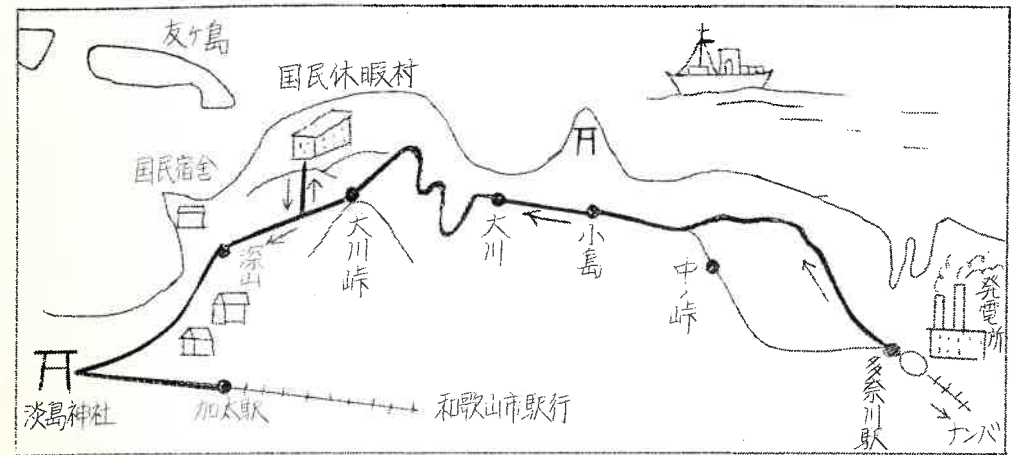 友ケ島
国民休暇村
国民宿舎
深山
大川峠
大川
小島
中ノ峠
発電所
多奈川駅
ナンバ
淡島神社
加太駅
和歌山市駅行